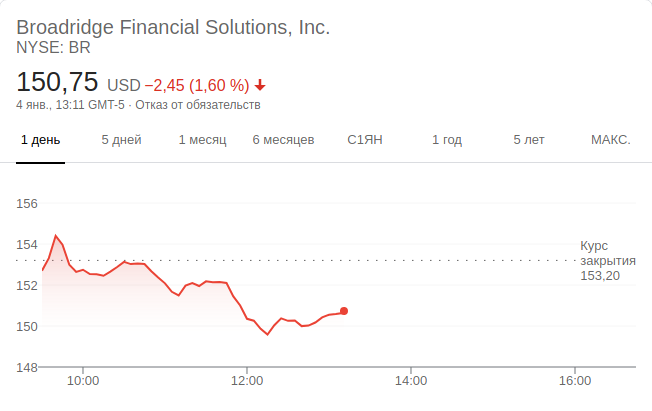 Broadridge Financial Solutions, Inc.
NYSE: BR
150,75 USD −2,45 (1,60 %)
4 янв., 13:11 GMT-5 · Отказ от обязательств
1 день 5 дней 1 месяц 6 месяцев С1ЯН 1 год 5 лет МАКС.
156
154
152
150
148
Курс
закрытия
153,20
10:00 12:00 14:00 16:00